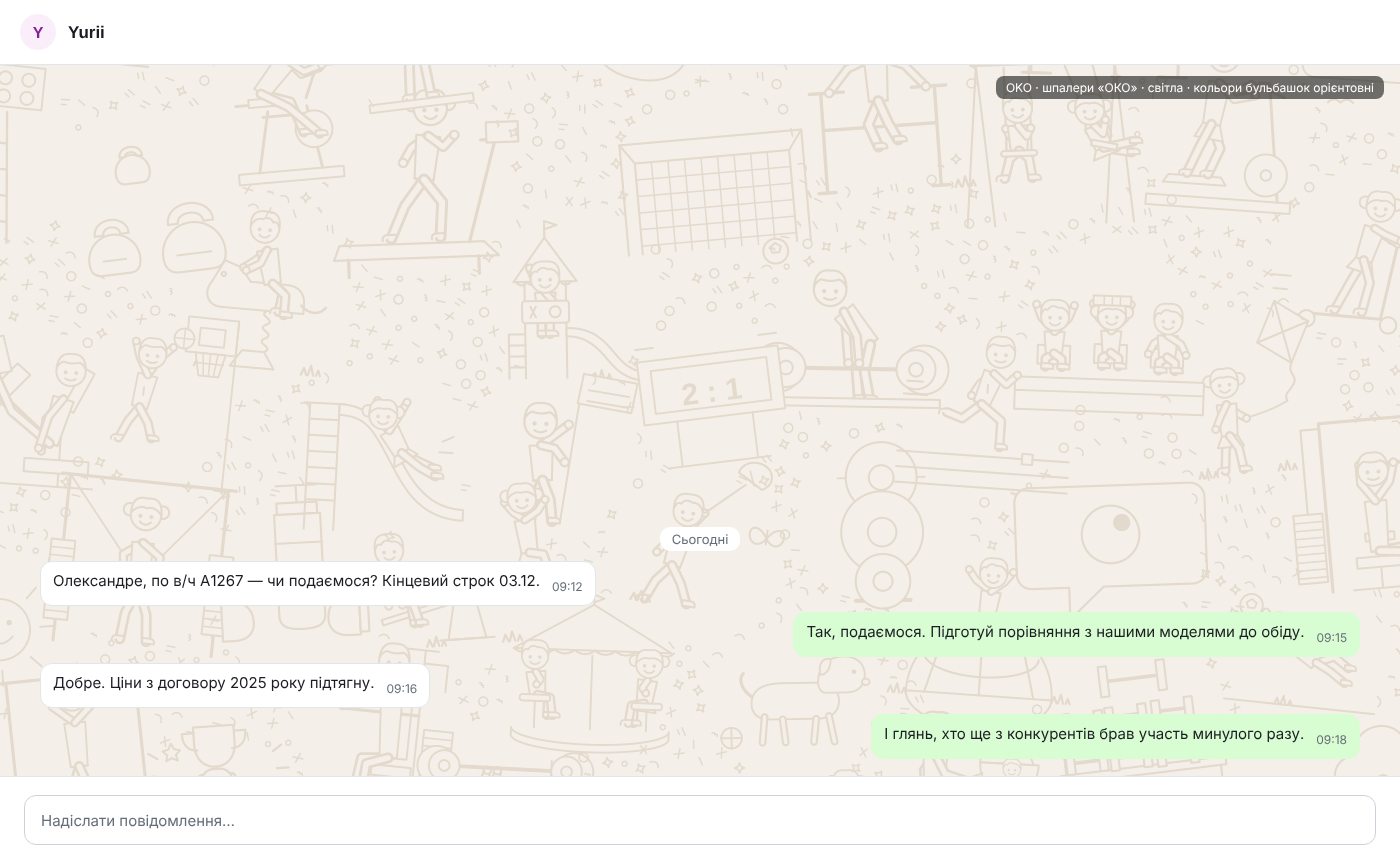 Y
Yurii
ОКО · шпалери «ОКО» · світла · кольори бульбашок орієнтовні
2 : 1
Сьогодні
Олександре, по в/ч А1267 — чи подаємося? Кінцевий строк 03.12. 09:12
Так, подаємося. Підготуй порівняння з нашими моделями до обіду. 09:15
Добре. Ціни з договору 2025 року підтягну. 09:16
І глянь, хто ще з конкурентів брав участь минулого разу. 09:18
Надіслати повідомлення...